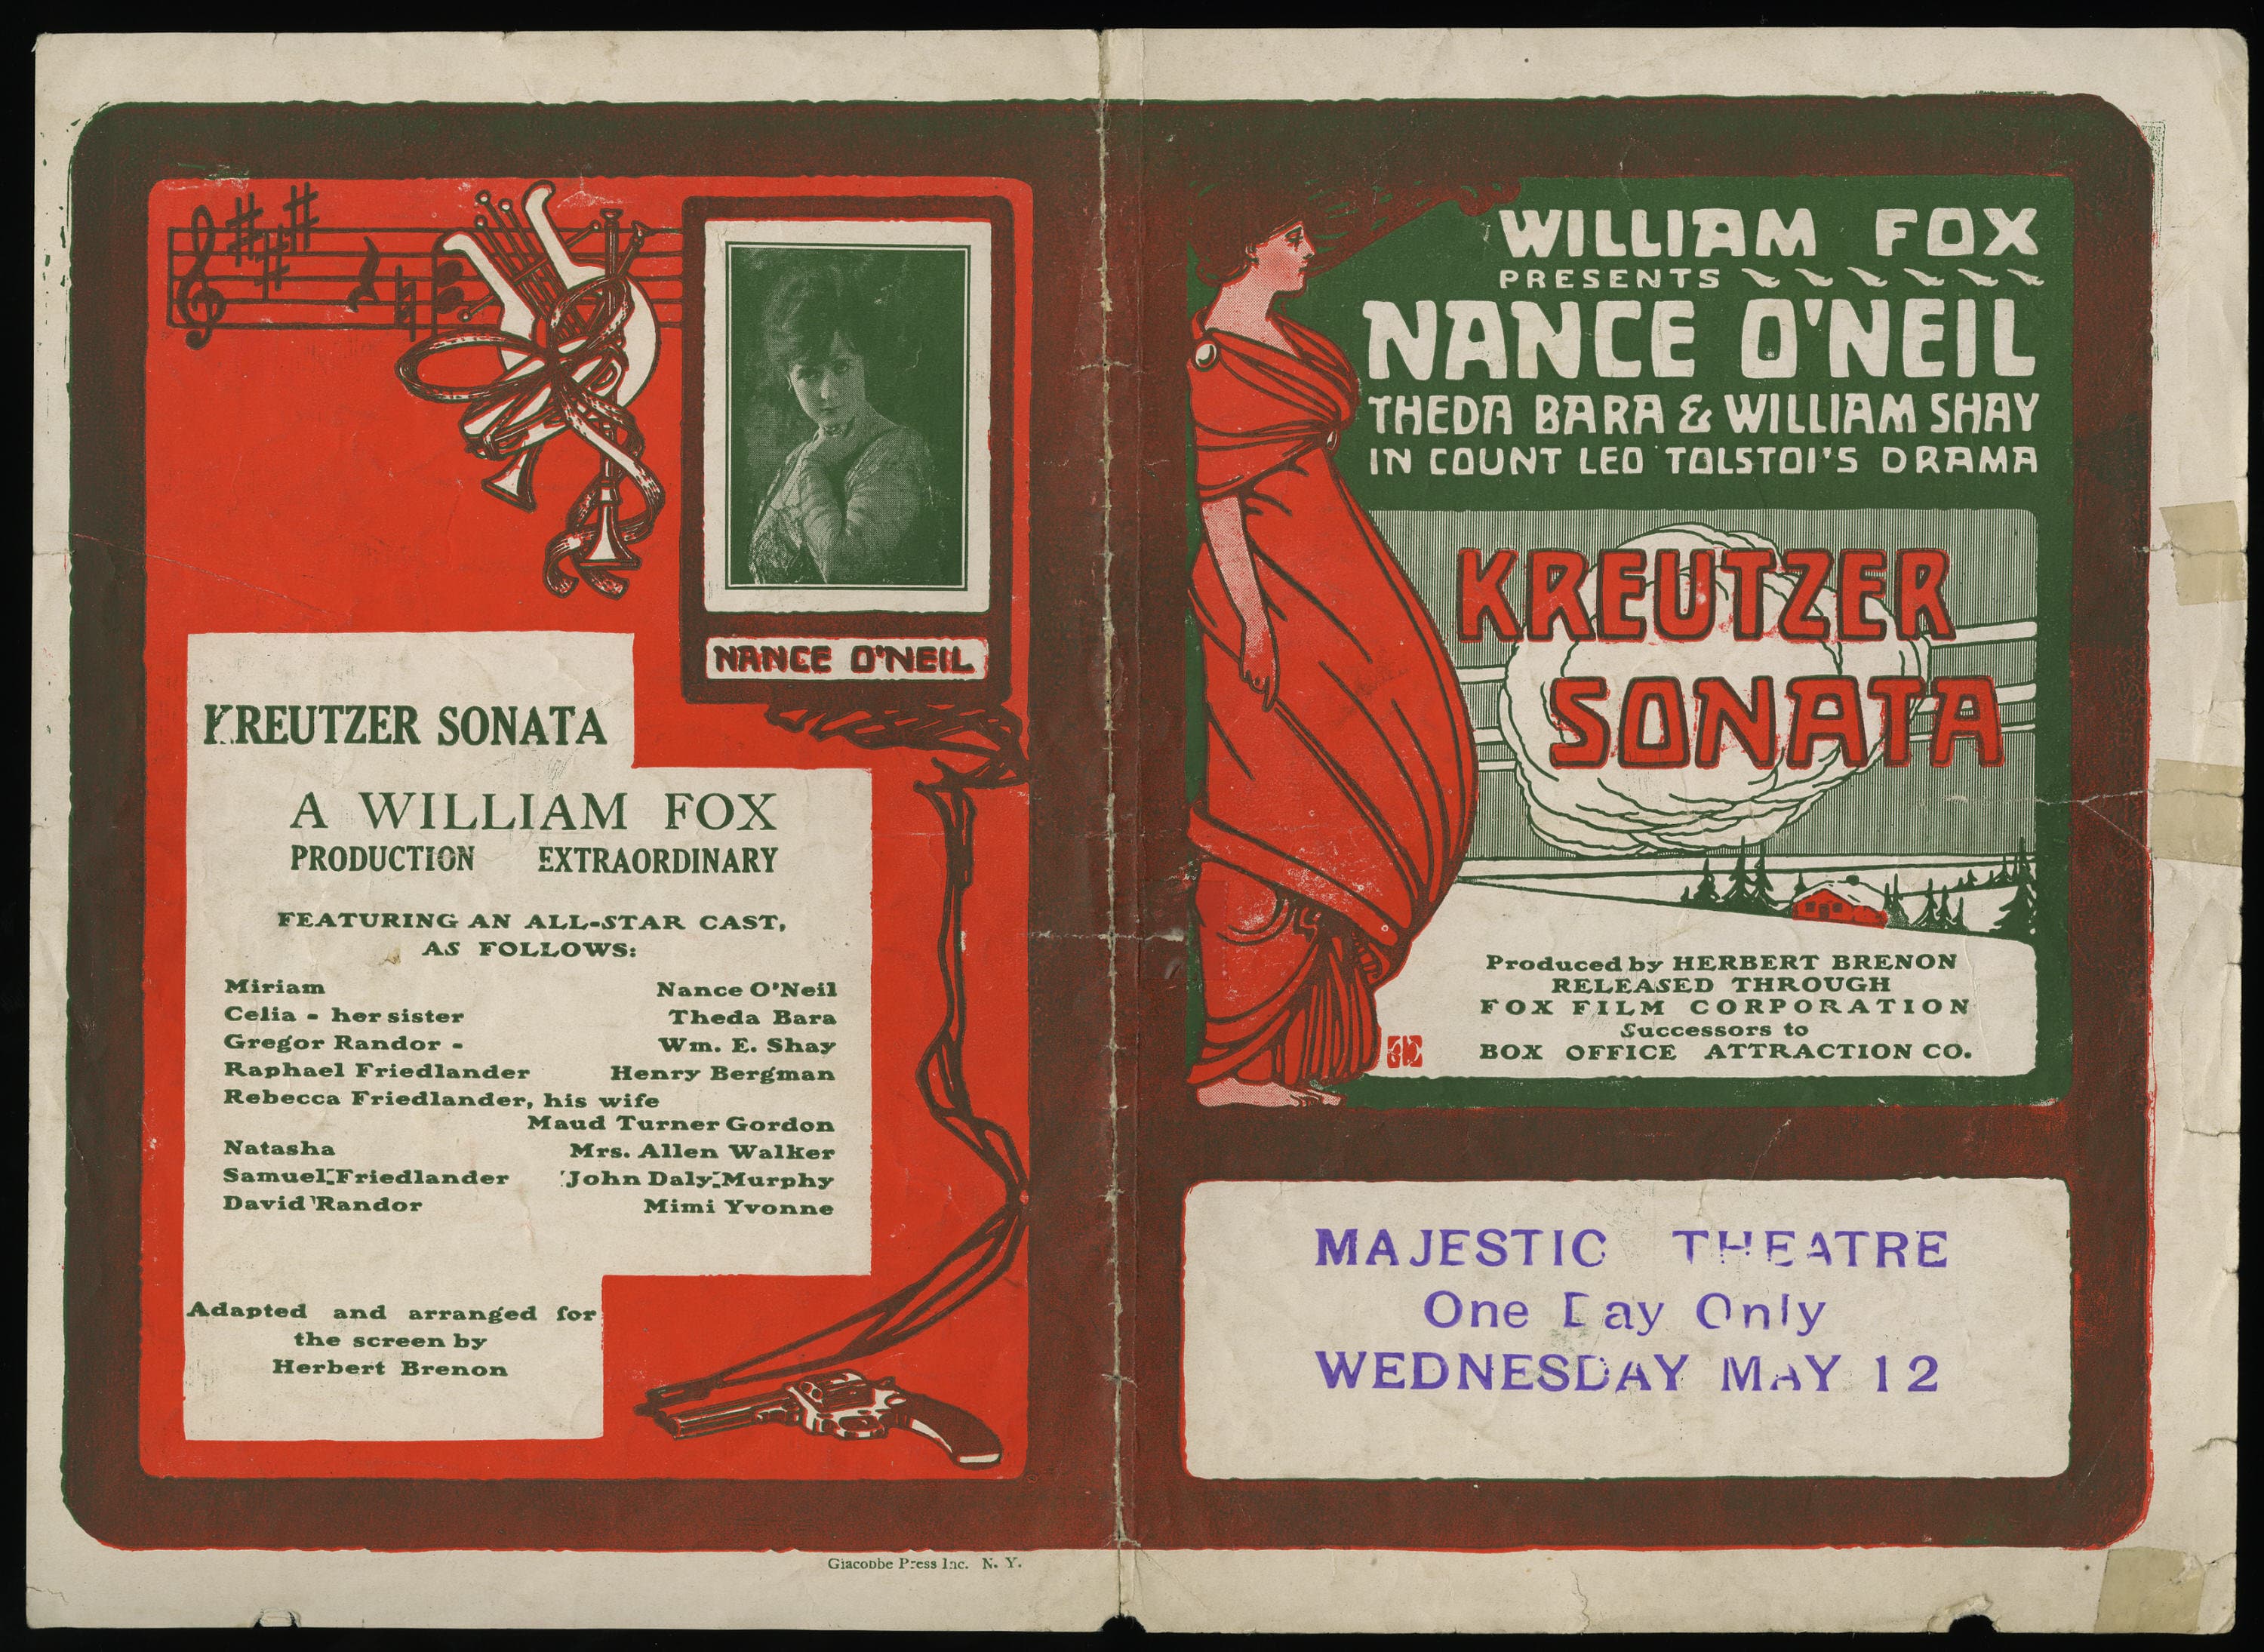 NANCE O'NEIL
KREUTZER SONATA
A WILLIAM FOX
PRODUCTION EXTRAORDINARY
FEATURING AN ALL-STAR CAST,
AS FOLLOWS:
Miriam Nance O'Neil
Celia - her sister Theda Bara
Gregor Randor - Wm. E. Shay
Raphael Friedlander Henry Bergman
Rebecca Friedlander, his wife
Maud Turner Gordon
Natasha Mrs. Allen Walker
Samuel Friedlander John Daly Murphy
David Randor Mimi Yvonne
Adapted and arranged for
the screen by
Herbert Brenon
Giacobbe Press Inc. N. Y.
WILLIAM FOX
PRESENTS
NANCE O'NEIL
THEDA BARA & WILLIAM SHAY
IN COUNT LEO TOLSTOI'S DRAMA
KREUTZER
SONATA
Produced by HERBERT BRENON
RELEASED THROUGH
FOX FILM CORPORATION
Successors to
BOX OFFICE ATTRACTION CO.
MAJESTIC THEATRE
One Day Only
WEDNESDAY MAY 12